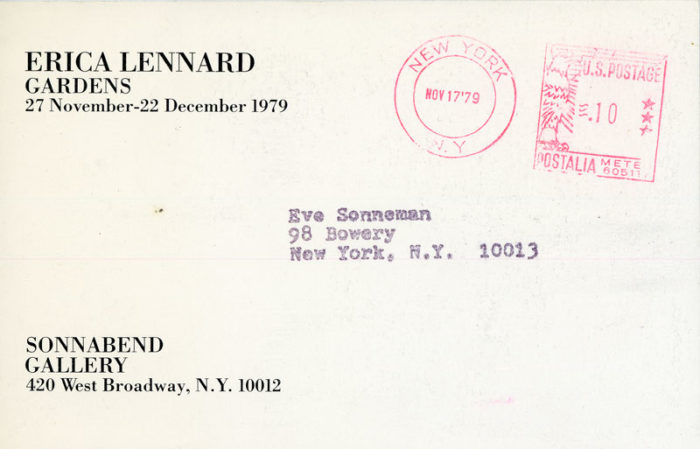 ERICA LENNARD
GARDENS
27 November-22 December 1979
NEW YORK
NOV 17'79
N.Y.
U.S. POSTAGE
.10
POSTALIA METE
60511
Eve Sonneman
98 Bowery
New York, N.Y. 10013
SONNABEND
GALLERY
420 West Broadway, N.Y. 10012